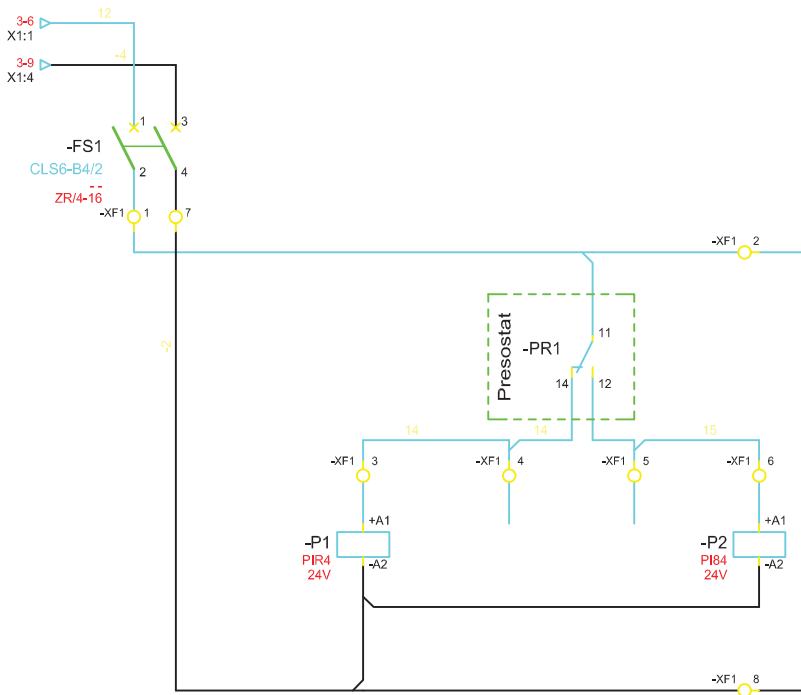 3-6
12
X1:1
3-9
-4
X1:4
1
3
-FS1
CLS6-B4/2
2
4
--
ZR/4-16
-XF1 1
7
-XF1 2
-2
Presostat
-PR1
11
14
12
14
14
15
-XF1 3
-XF1 4
-XF1 5
-XF1 6
-P1
+A1
PIR4
24V
-A2
-P2
+A1
PI84
24V
-A2
-XF1 8